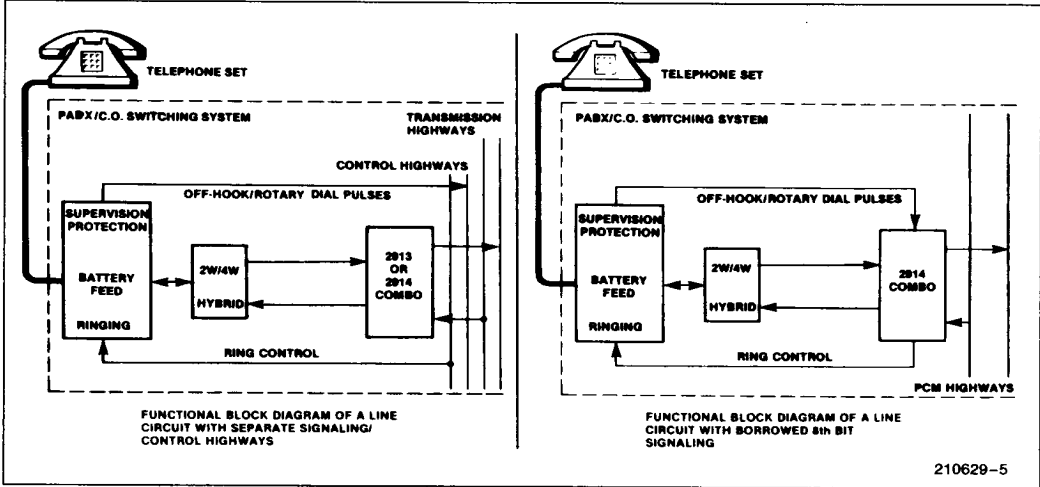 TELEPHONE SET
PABX/C.O. SWITCHING SYSTEM
TRANSMISSION
HIGHWAYS
CONTROL HIGHWAYS
OFF-HOOK/ROTARY DIAL PULSES
SUPERVISION
PROTECTION
BATTERY
FEED
RINGING
2W/4W
HYBRID
2913
OR
2914
COMBO
RING CONTROL
FUNCTIONAL BLOCK DIAGRAM OF A LINE
CIRCUIT WITH SEPARATE SIGNALING/
CONTROL HIGHWAYS
TELEPHONE SET
PABX/C.O. SWITCHING SYSTEM
OFF-HOOK/ROTARY DIAL PULSES
SUPERVISION
PROTECTION
BATTERY
FEED
RINGING
2W/4W
HYBRID
2914
COMBO
RING CONTROL
PCM HIGHWAYS
FUNCTIONAL BLOCK DIAGRAM OF A LINE
CIRCUIT WITH BORROWED 8th BIT
SIGNALING
210629-5